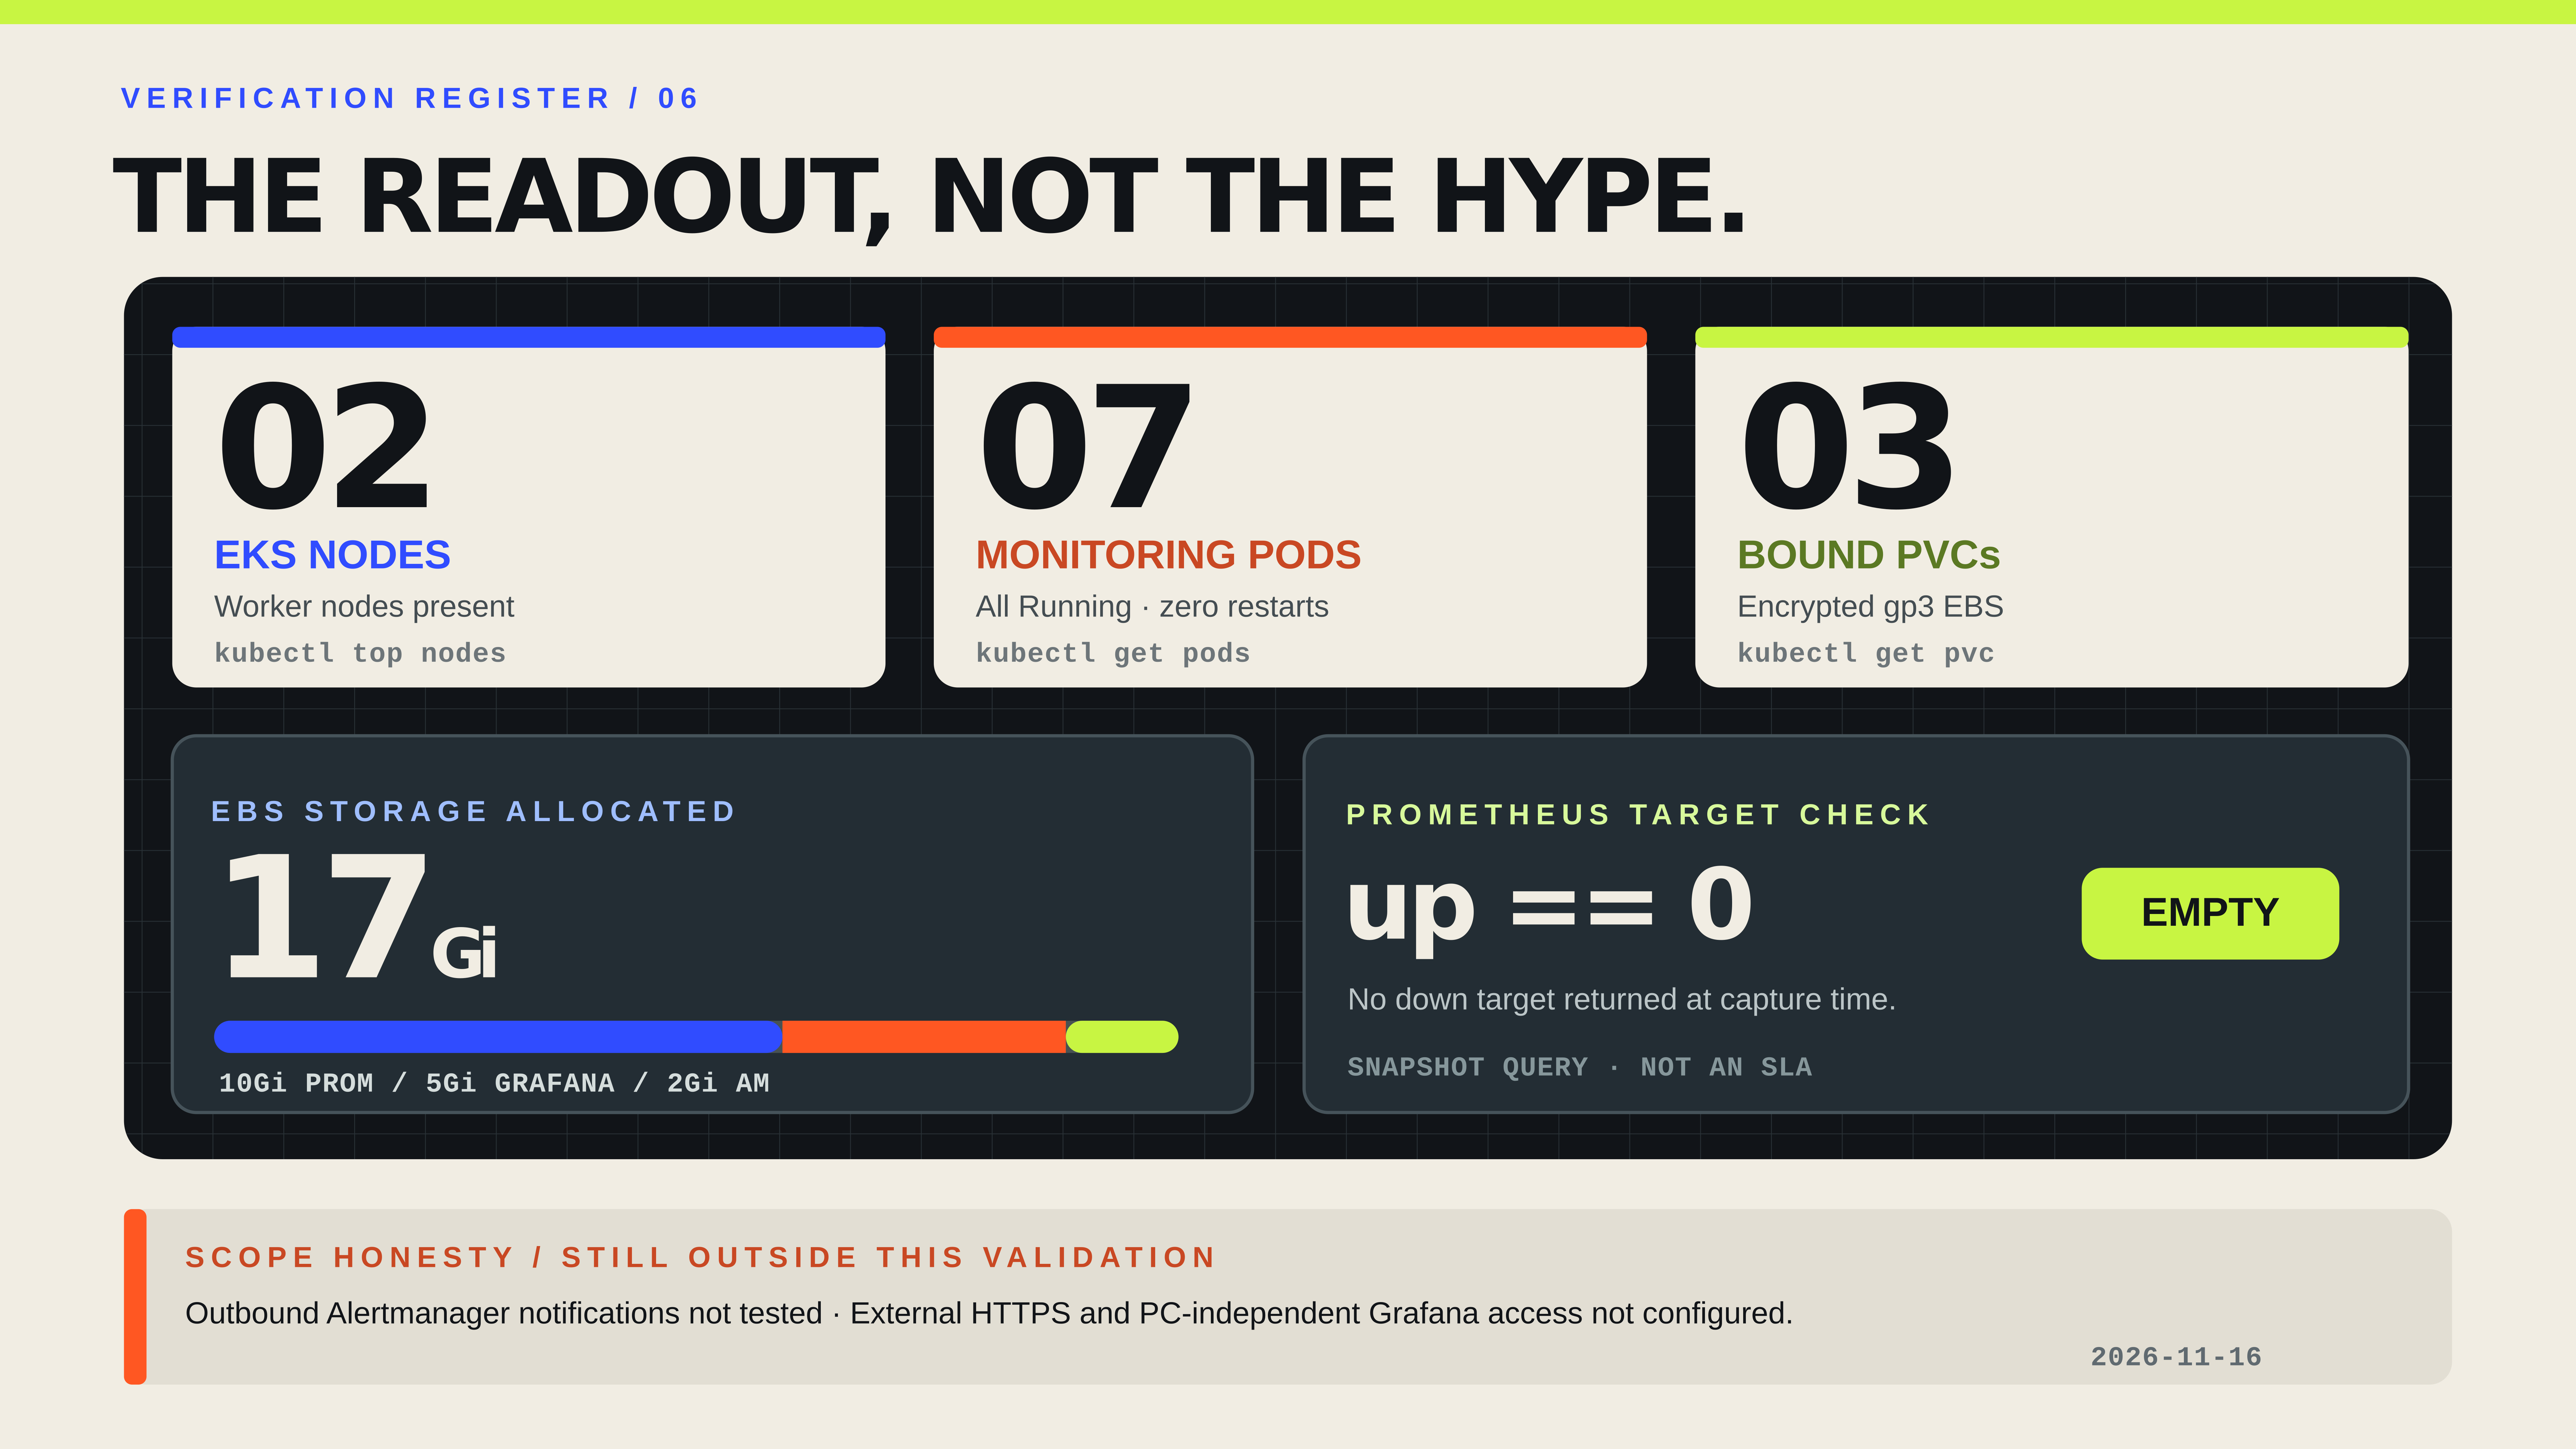 VERIFICATION REGISTER / 06
THE READOUT, NOT THE HYPE.
02
EKS NODES
Worker nodes present
kubectl top nodes
07
MONITORING PODS
All Running · zero restarts
kubectl get pods
03
BOUND PVCs
Encrypted gp3 EBS
kubectl get pvc
EBS STORAGE ALLOCATED
17Gi
10Gi PROM / 5Gi GRAFANA / 2Gi AM
PROMETHEUS TARGET CHECK
up == 0
EMPTY
No down target returned at capture time.
SNAPSHOT QUERY · NOT AN SLA
SCOPE HONESTY / STILL OUTSIDE THIS VALIDATION
Outbound Alertmanager notifications not tested · External HTTPS and PC-independent Grafana access not configured.
2026-11-16